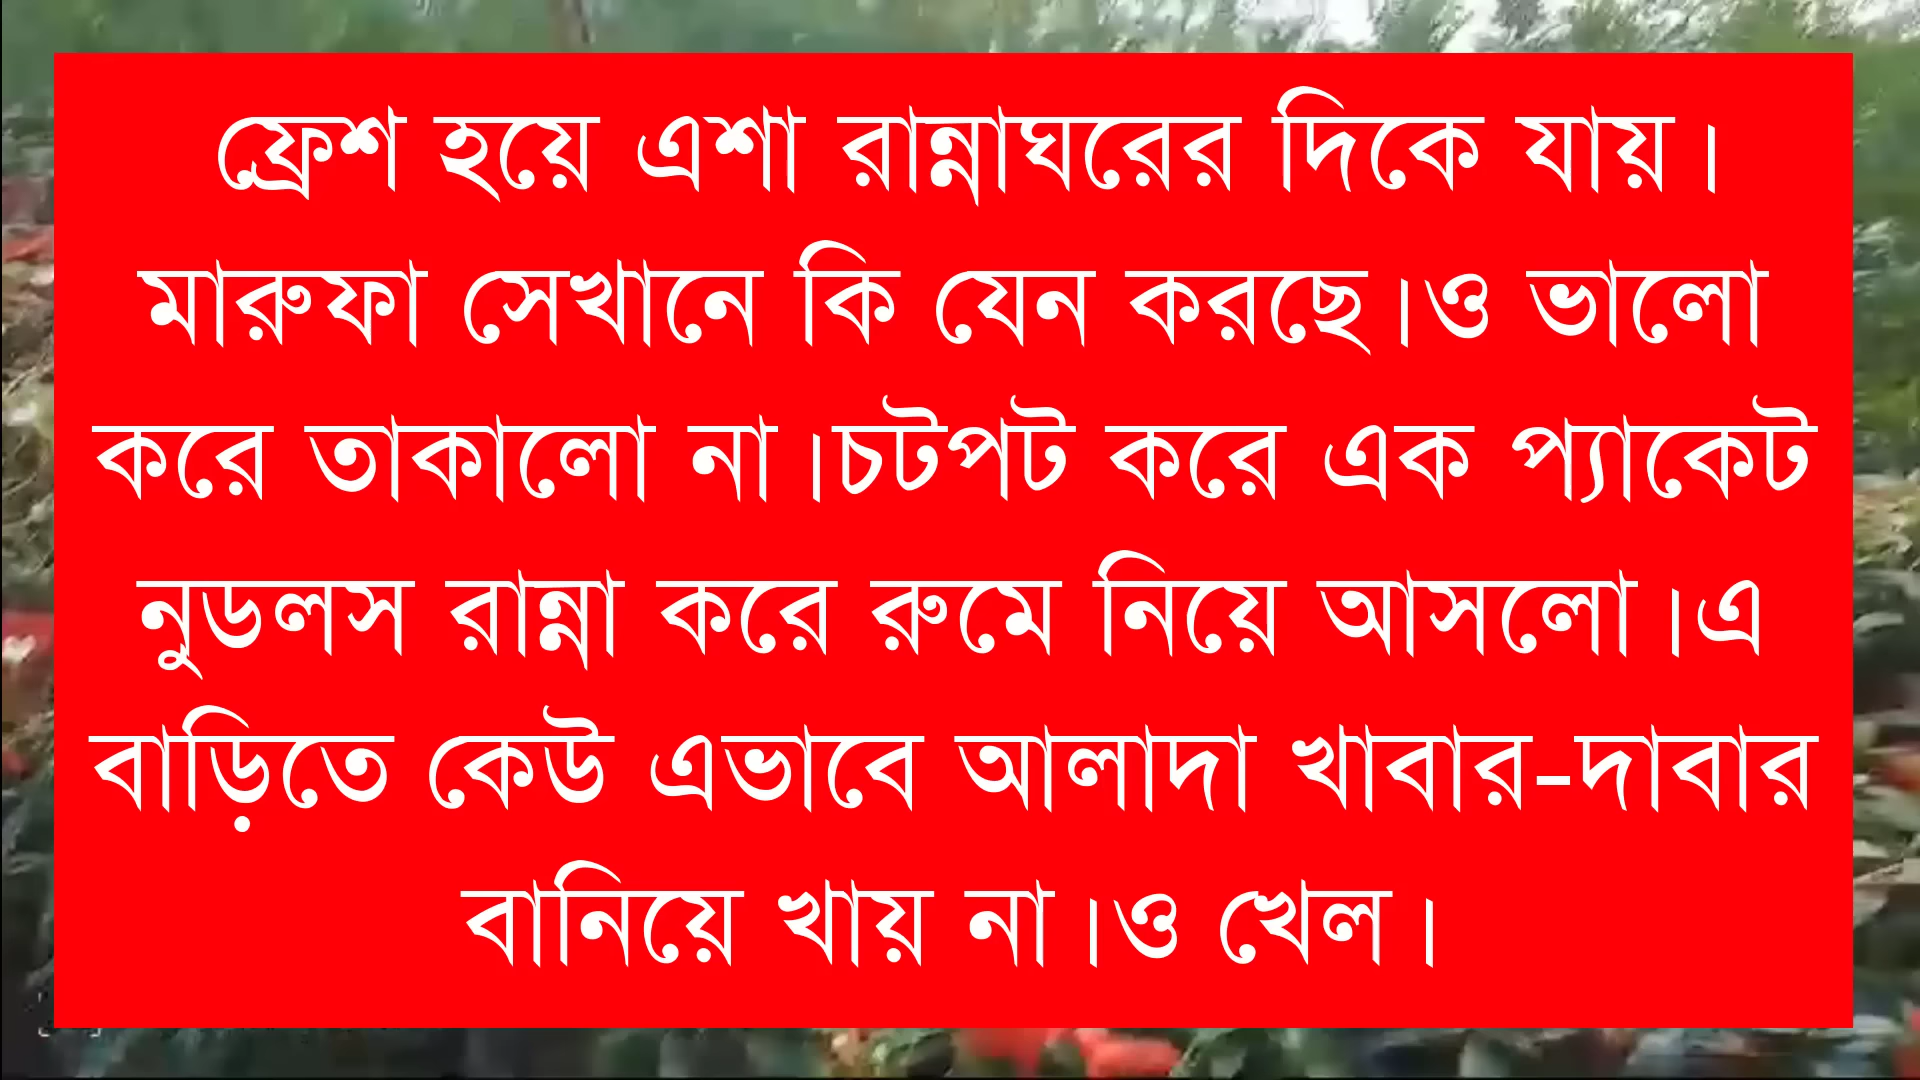 ফ্রেশ হয়ে এশা রান্নাঘরের দিকে যায়।
মারুফা সেখানে কি যেন করছে।ও ভালো
করে তাকালো না।চটপট করে এক প্যাকেট
নুডলস রান্না করে রুমে নিয়ে আসলো।এ
বাড়িতে কেউ এভাবে আলাদা খাবার-দাবার
বানিয়ে খায় না।ও খেল।